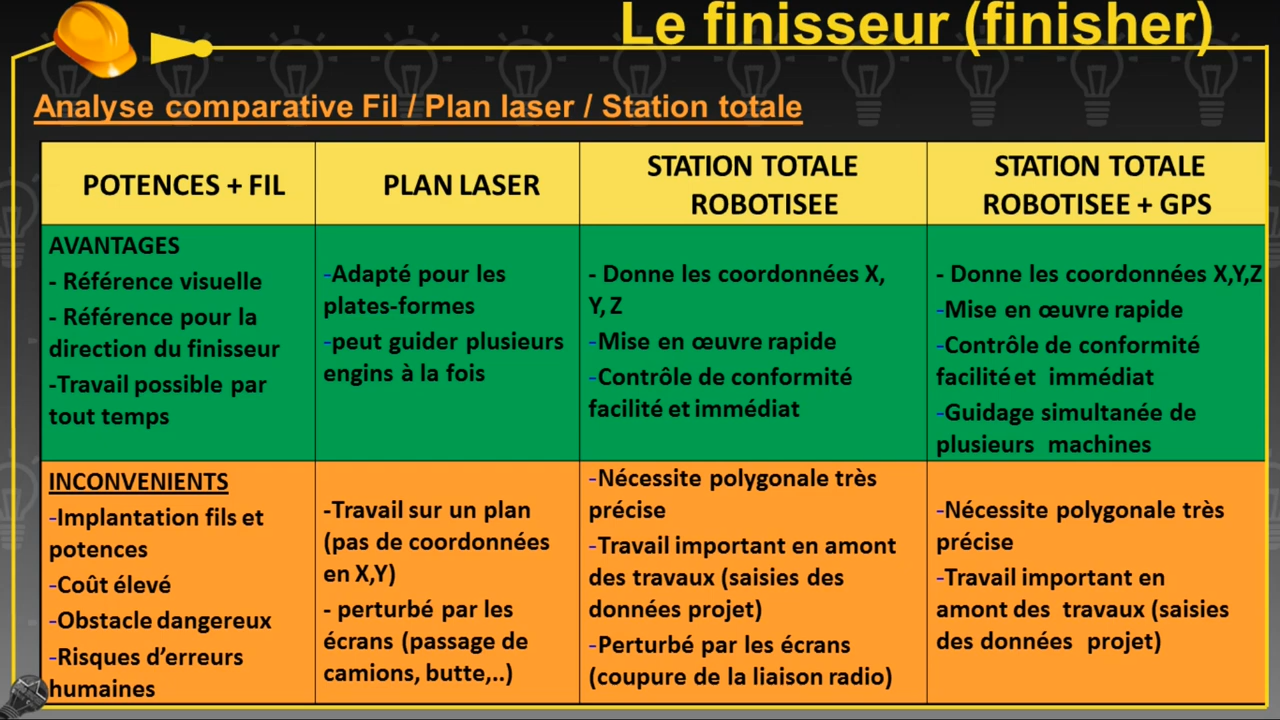 Le finisseur (finisher)
Analyse comparative Fil / Plan laser / Station totale
POTENCES + FIL
PLAN LASER
STATION TOTALE
ROBOTISEE
STATION TOTALE
ROBOTISEE + GPS
AVANTAGES
- Référence visuelle
- Référence pour la
direction du finisseur
-Travail possible par
tout temps
-Adapté pour les
plates-formes
-peut guider plusieurs
engins à la fois
- Donne les coordonnées X,
Y, Z
-Mise en œuvre rapide
-Contrôle de conformité
facilité et immédiat
- Donne les coordonnées X,Y,Z
-Mise en œuvre rapide
-Contrôle de conformité
facilité et immédiat
-Guidage simultanée de
plusieurs machines
INCONVENIENTS
-Implantation fils et
potences
-Coût élevé
-Obstacle dangereux
-Risques d’erreurs
humaines
-Travail sur un plan
(pas de coordonnées
en X,Y)
- perturbé par les
écrans (passage de
camions, butte,..)
-Nécessite polygonale très
précise
-Travail important en amont
des travaux (saisies des
données projet)
-Perturbé par les écrans
(coupure de la liaison radio)
-Nécessite polygonale très
précise
-Travail important en
amont des travaux (saisies
des données projet)